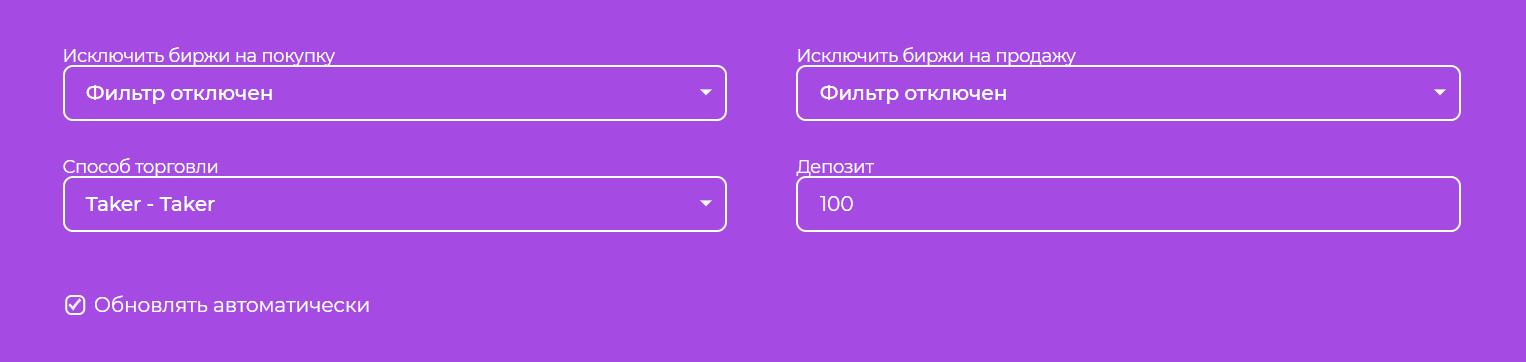 Исключить биржи на покупку
Исключить биржи на продажу
Фильтр отключен
Фильтр отключен
Способ торговли
Депозит
Taker - Taker
100
Обновлять автоматически